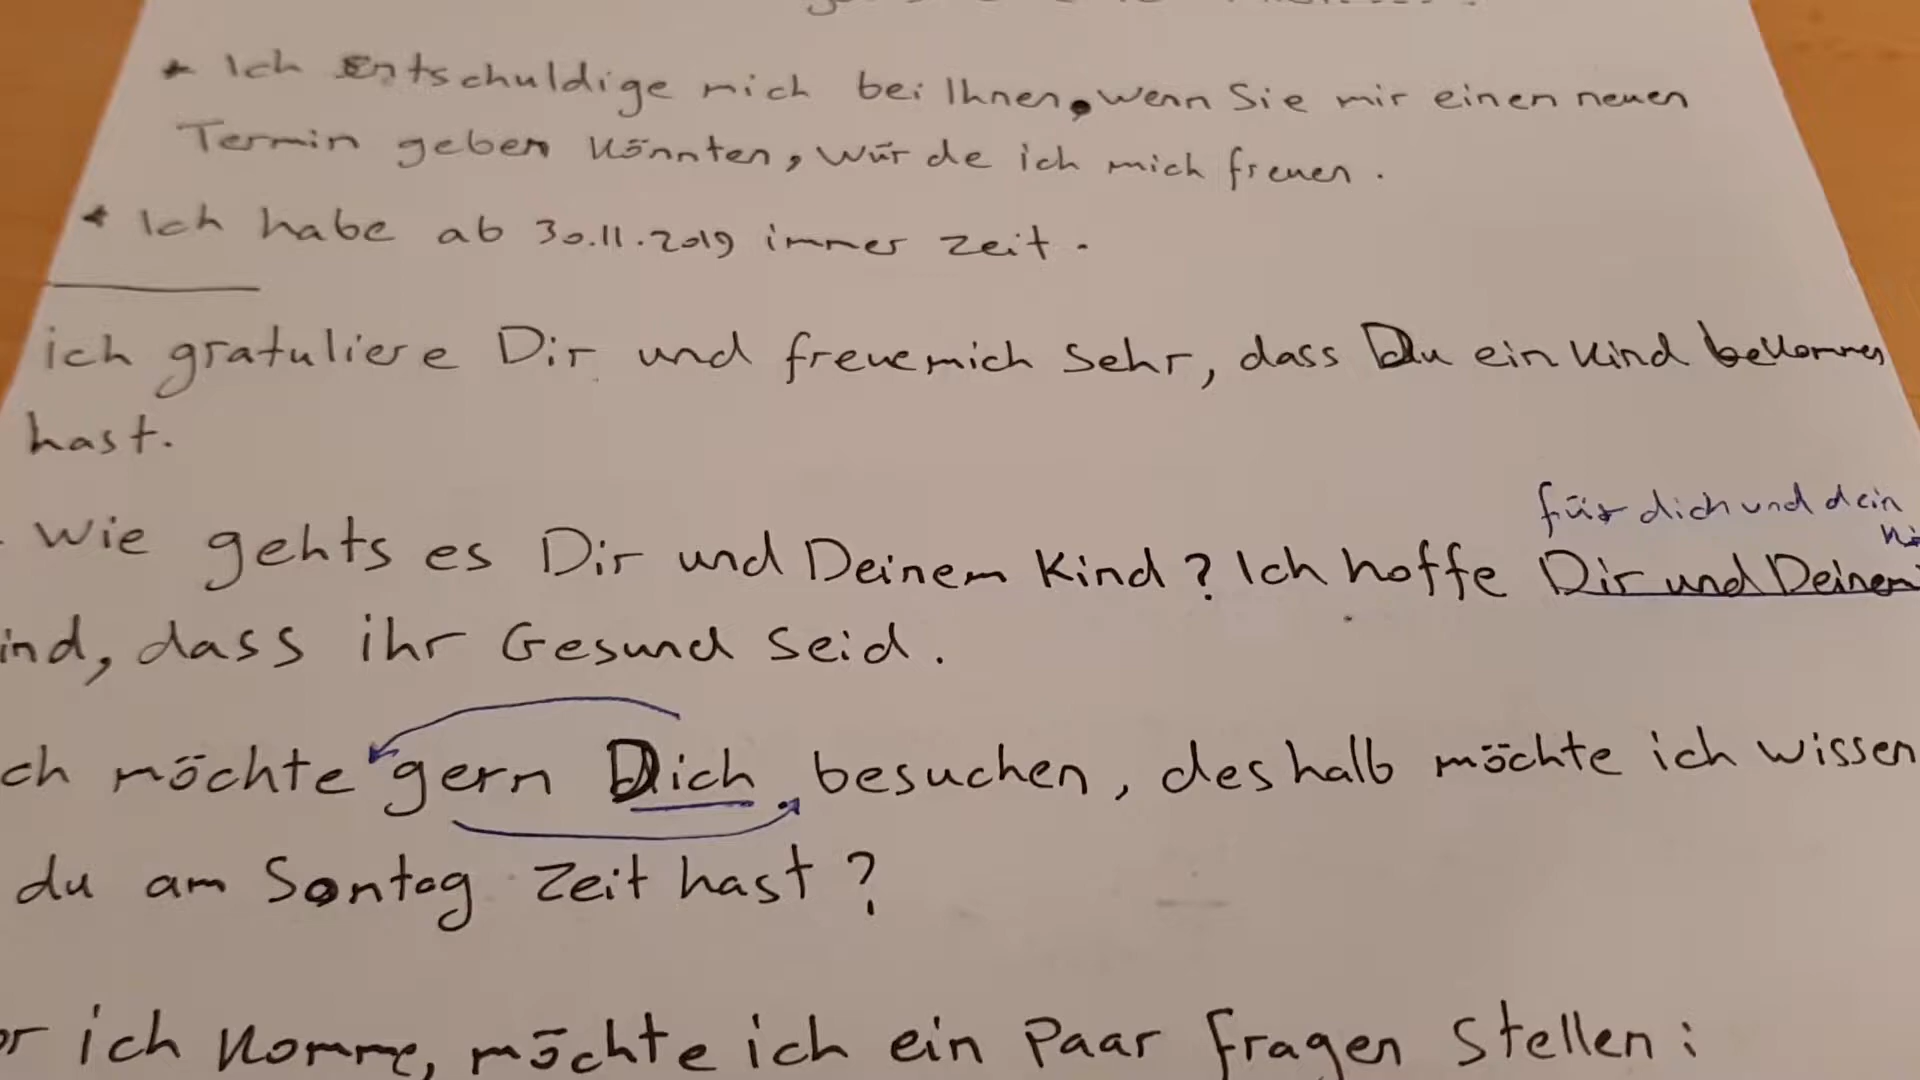 * Ich Entschuldige mich bei Ihnen, wenn Sie mir einen neuen
Termin geben könnten, würde ich mich freuen.
* Ich habe ab 30.11.2019 immer zeit.
ich gratuliere Dir und freue mich sehr, dass Du ein Kind bekommen
hast.
für dich und dein
- Wie gehts es Dir und Deinem Kind? Ich hoffe Dir und Deinem
ind, dass ihr Gesund seid.
ch möchte gern Dich besuchen, deshalb möchte ich wissen
du am Sontag Zeit hast?
or ich komme, möchte ich ein Paar Fragen stellen: